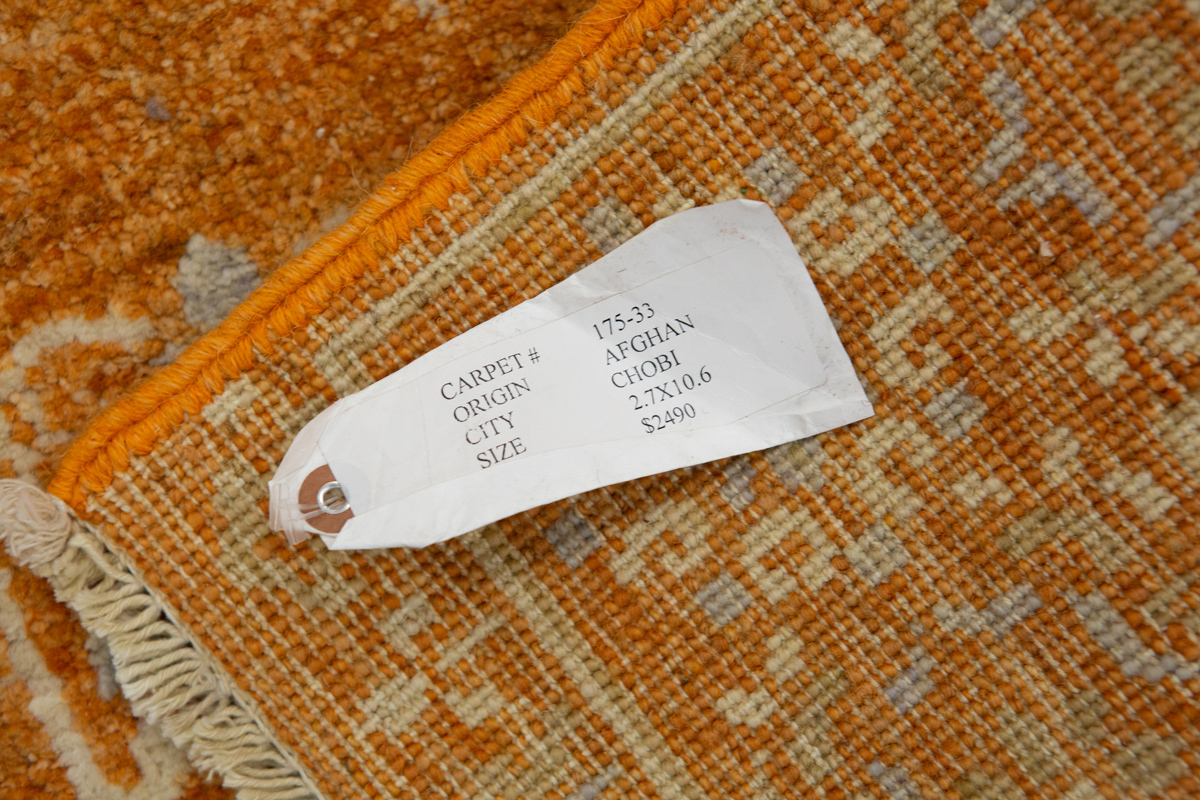 CARPET # 175-33
ORIGIN AFGHAN
CITY CHOBI
SIZE 2.7X10.6
$2490